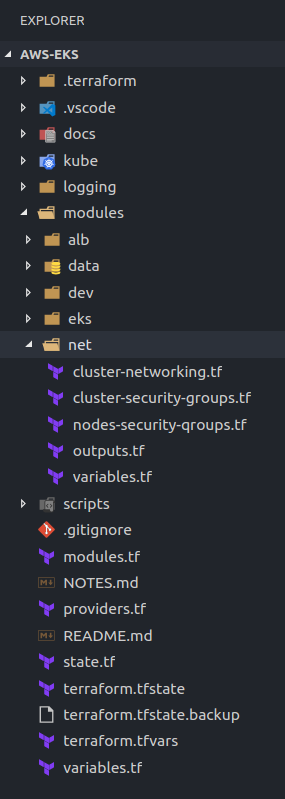 EXPLORER
AWS-EKS
.terraform
.vscode
docs
kube
logging
modules
alb
data
dev
eks
net
cluster-networking.tf
cluster-security-groups.tf
nodes-security-qroups.tf
outputs.tf
variables.tf
scripts
.gitignore
modules.tf
NOTES.md
providers.tf
README.md
state.tf
terraform.tfstate
terraform.tfstate.backup
terraform.tfvars
variables.tf